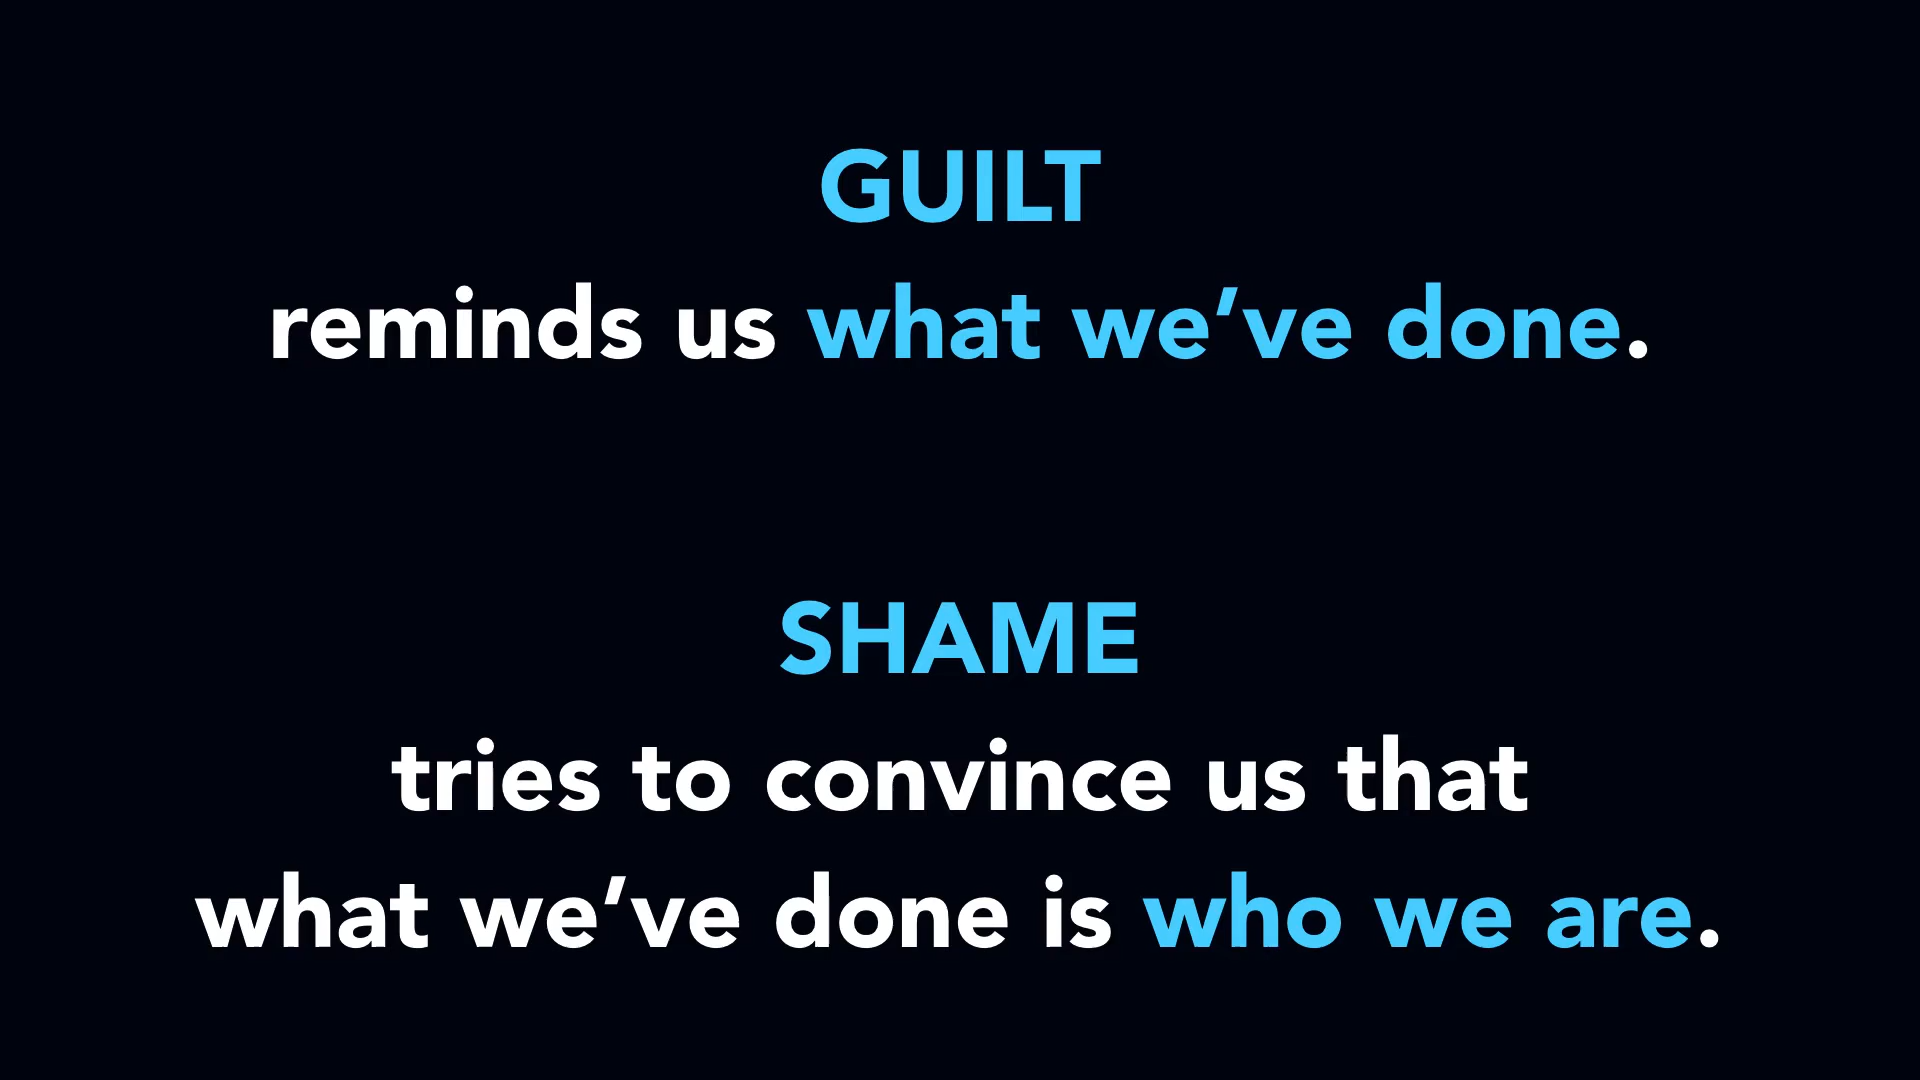 GUILT
reminds us what we’ve done.
SHAME
tries to convince us that
what we’ve done is who we are.